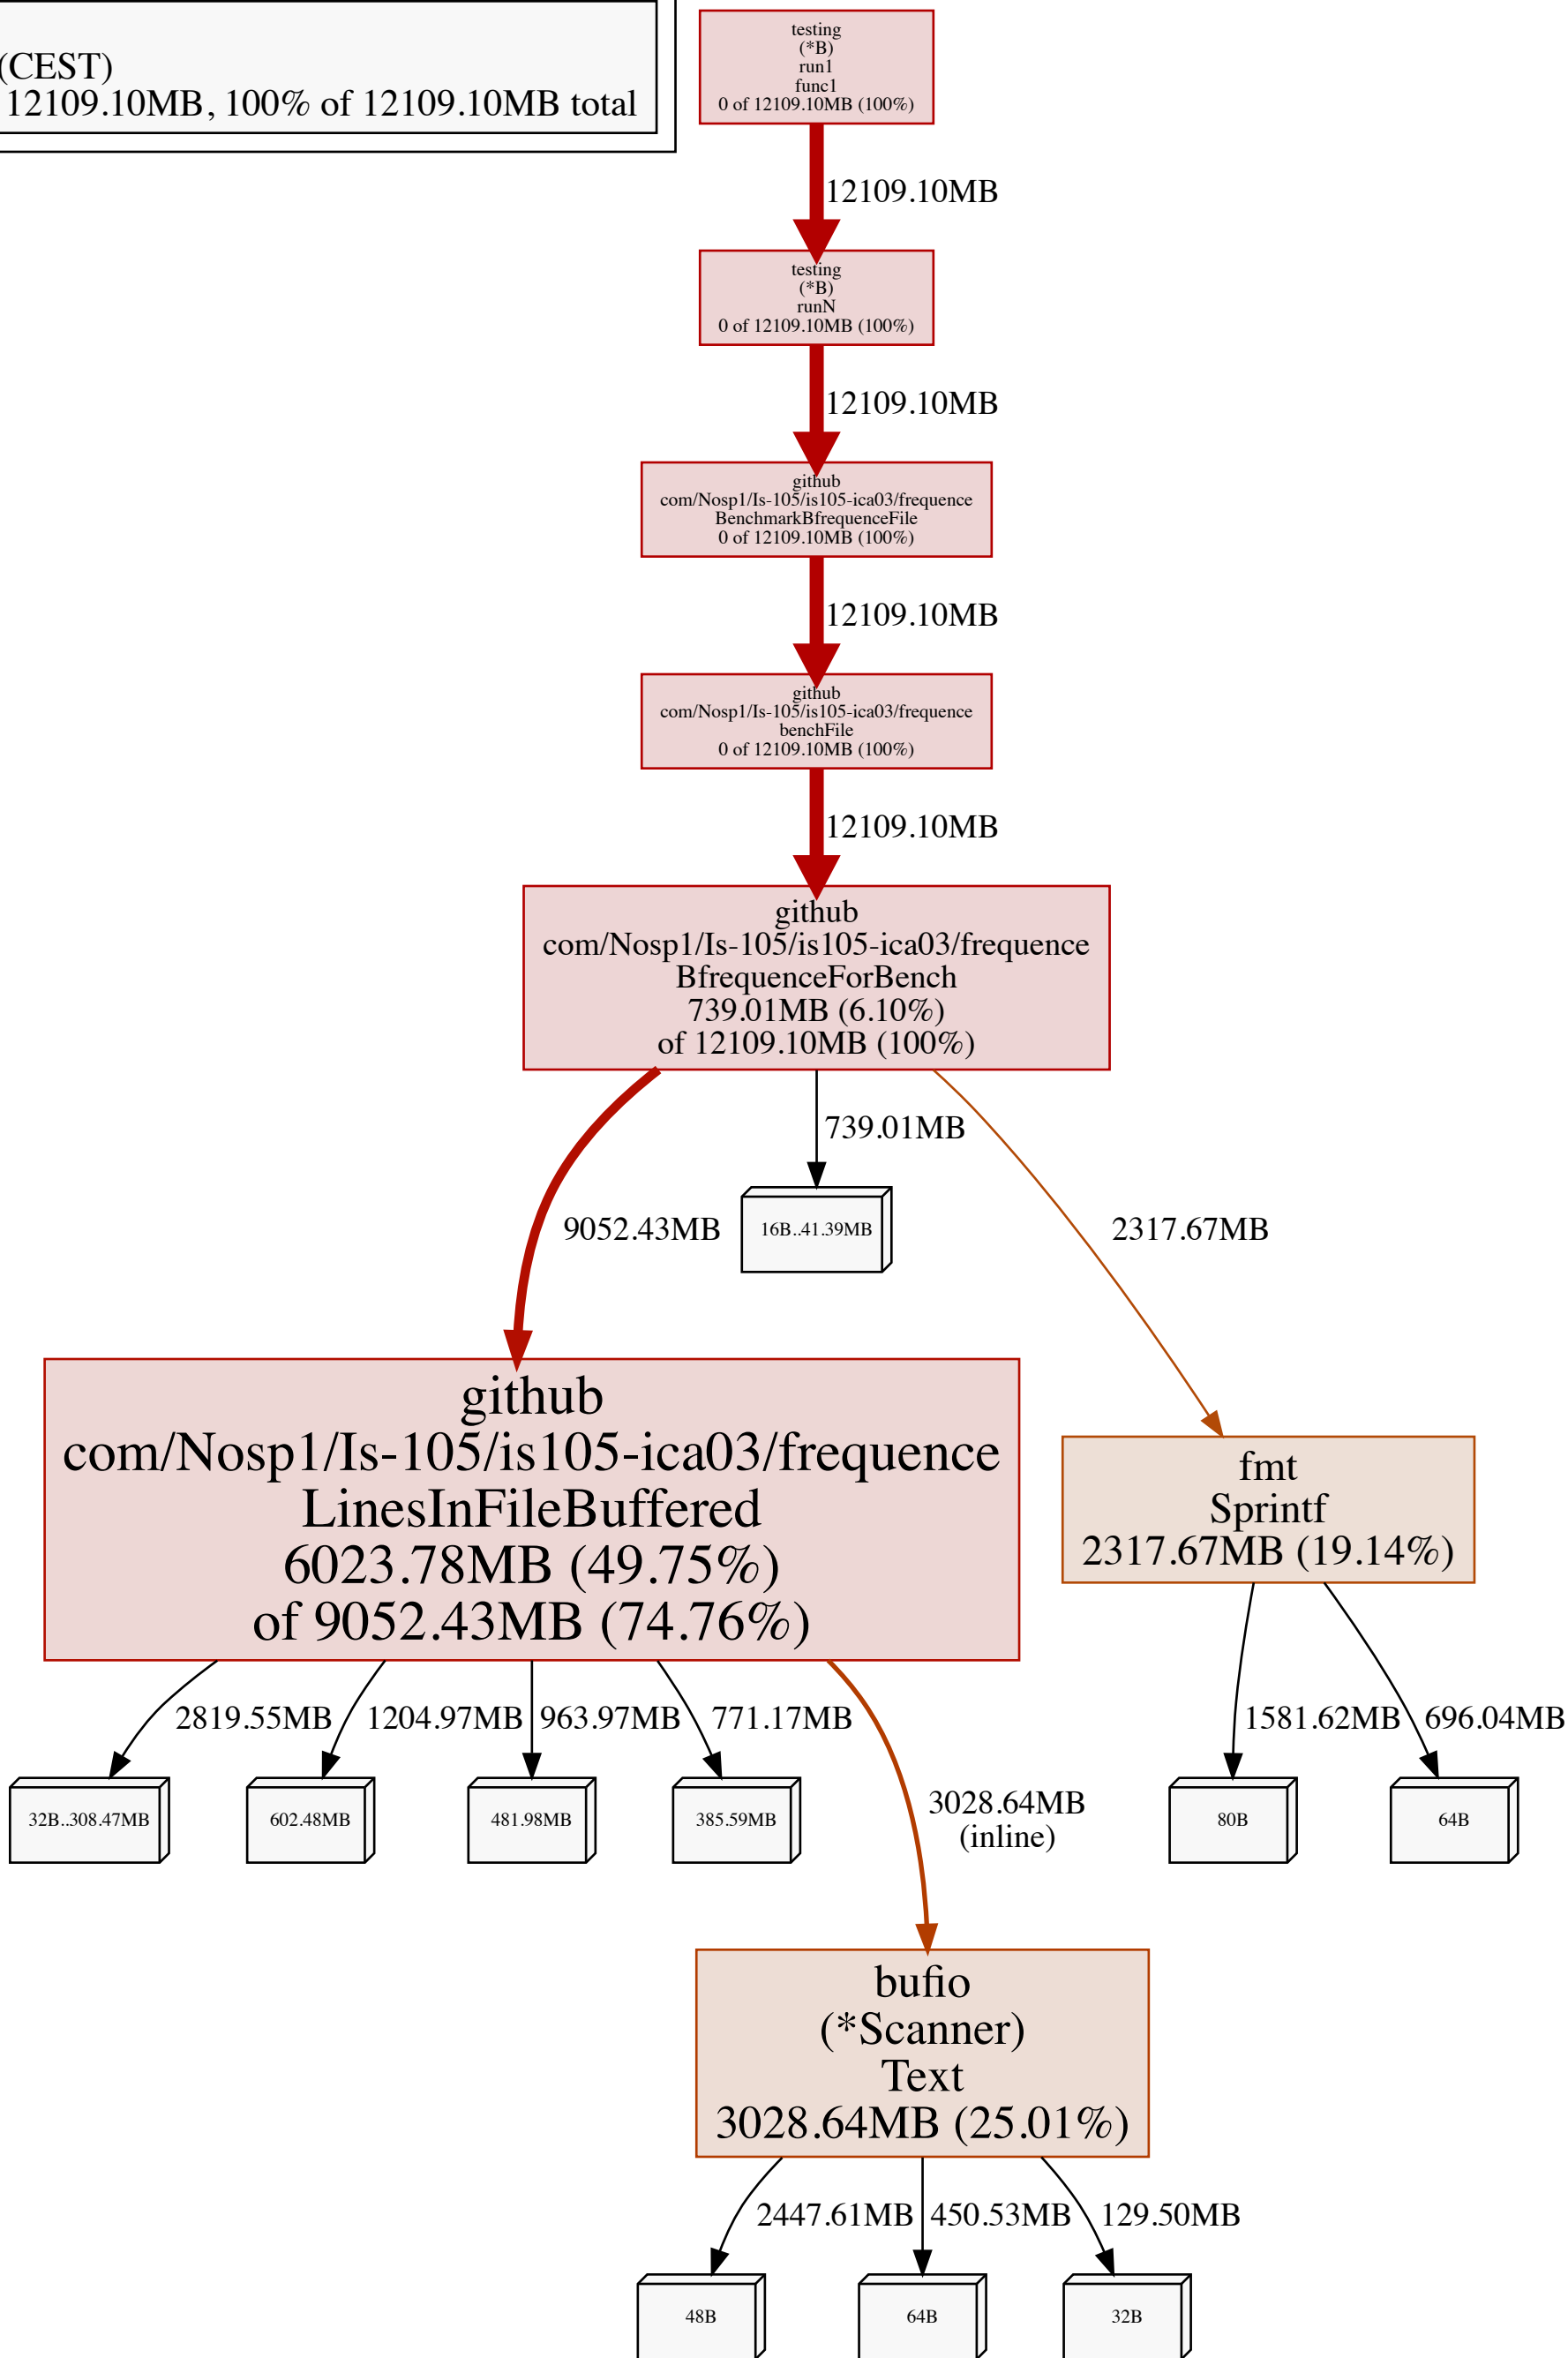 (CEST)
12109.10MB, 100% of 12109.10MB total
testing
(*B)
run1
func1
0 of 12109.10MB (100%)
12109.10MB
testing
(*B)
runN
0 of 12109.10MB (100%)
12109.10MB
github
com/Nosp1/Is-105/is105-ica03/frequence
BenchmarkBfrequenceFile
0 of 12109.10MB (100%)
12109.10MB
github
com/Nosp1/Is-105/is105-ica03/frequence
benchFile
0 of 12109.10MB (100%)
12109.10MB
github
com/Nosp1/Is-105/is105-ica03/frequence
BfrequenceForBench
739.01MB (6.10%)
of 12109.10MB (100%)
739.01MB
9052.43MB
16B..41.39MB
2317.67MB
github
com/Nosp1/Is-105/is105-ica03/frequence
LinesInFileBuffered
6023.78MB (49.75%)
of 9052.43MB (74.76%)
fmt
Sprintf
2317.67MB (19.14%)
2819.55MB
1204.97MB
963.97MB
771.17MB
1581.62MB
696.04MB
32B..308.47MB
602.48MB
481.98MB
385.59MB
3028.64MB
(inline)
80B
64B
bufio
(*Scanner)
Text
3028.64MB (25.01%)
2447.61MB
450.53MB
129.50MB
48B
64B
32B